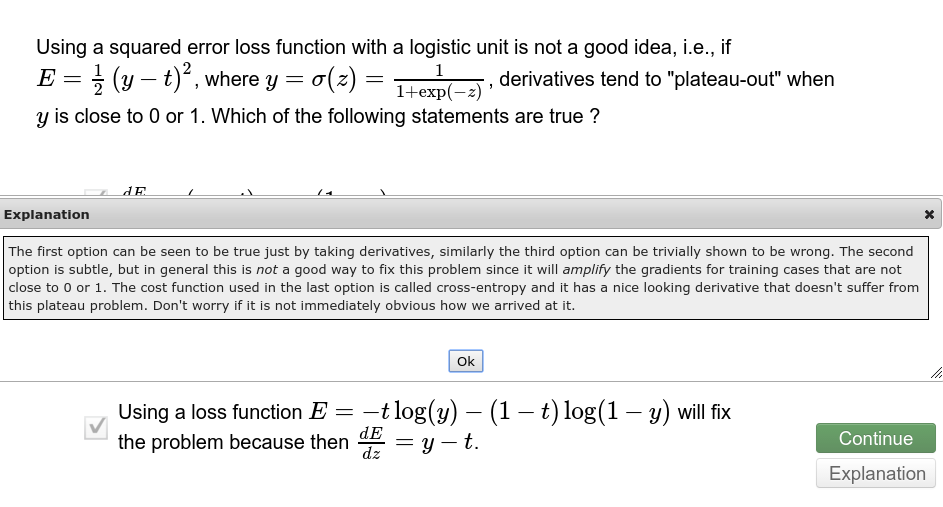 Using a squared error loss function with a logistic unit is not a good idea, i.e., if
E = 1/2 (y − t)², where y = σ(z) = 1/(1+exp(−z)), derivatives tend to "plateau-out" when
y is close to 0 or 1. Which of the following statements are true ?
dE
Explanation
The first option can be seen to be true just by taking derivatives, similarly the third option can be trivially shown to be wrong. The second
option is subtle, but in general this is not a good way to fix this problem since it will amplify the gradients for training cases that are not
close to 0 or 1. The cost function used in the last option is called cross-entropy and it has a nice looking derivative that doesn't suffer from
this plateau problem. Don't worry if it is not immediately obvious how we arrived at it.
Ok
Using a loss function E = −t log(y) − (1 − t) log(1 − y) will fix
the problem because then dE/dz = y − t.
Continue
Explanation